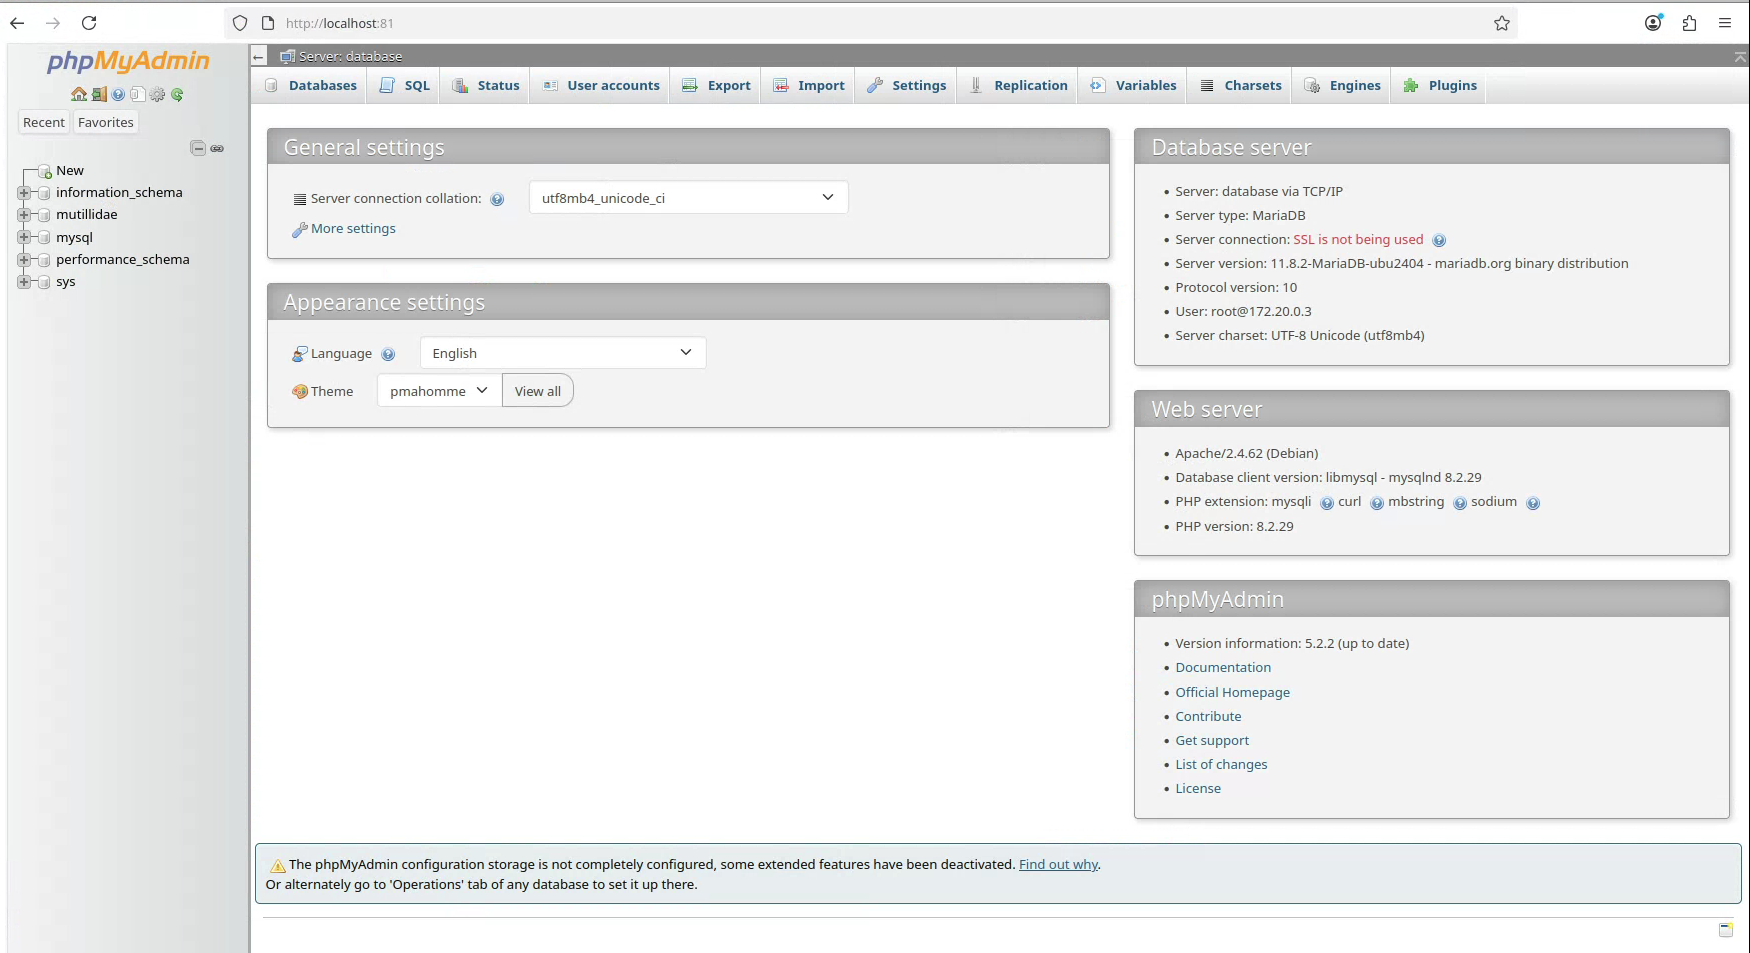 http://localhost:81
phpMyAdmin
Recent Favorites
New
information_schema
mutillidae
mysql
performance_schema
sys
Server: database
Databases SQL Status User accounts Export Import Settings Replication Variables Charsets Engines Plugins
General settings
Server connection collation: utf8mb4_unicode_ci
More settings
Appearance settings
Language English
Theme pmahomme View all
Database server
Server: database via TCP/IP
Server type: MariaDB
Server connection: SSL is not being used
Server version: 11.8.2-MariaDB-ubu2404 - mariadb.org binary distribution
Protocol version: 10
User: root@172.20.0.3
Server charset: UTF-8 Unicode (utf8mb4)
Web server
Apache/2.4.62 (Debian)
Database client version: libmysql - mysqlnd 8.2.29
PHP extension: mysqli curl mbstring sodium
PHP version: 8.2.29
phpMyAdmin
Version information: 5.2.2 (up to date)
Documentation
Official Homepage
Contribute
Get support
List of changes
License
The phpMyAdmin configuration storage is not completely configured, some extended features have been deactivated. Find out why.
Or alternately go to 'Operations' tab of any database to set it up there.